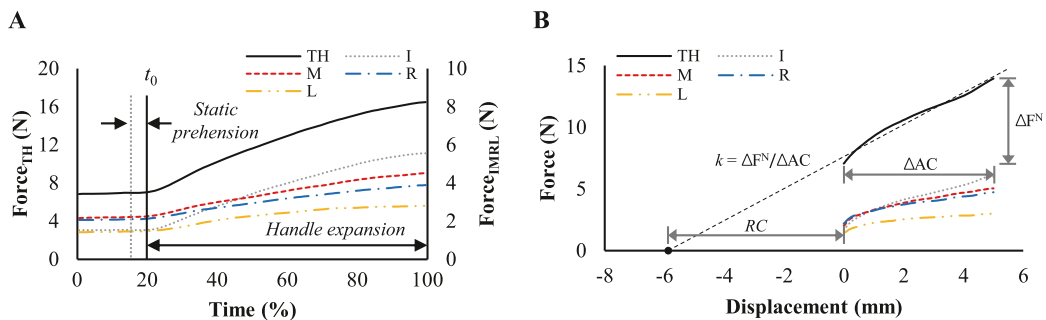 A
TH
I
M
R
L
20
16
12
8
4
0
10
8
6
4
2
0
t0
Static
prehension
Handle expansion
0
20
40
60
80
100
Time (%)
ForceTH (N)
ForceIMRL (N)
B
TH
I
M
R
L
15
10
5
0
k = ΔF^N/ΔAC
ΔF^N
ΔAC
RC
-8
-6
-4
-2
0
2
4
6
Displacement (mm)
Force (N)